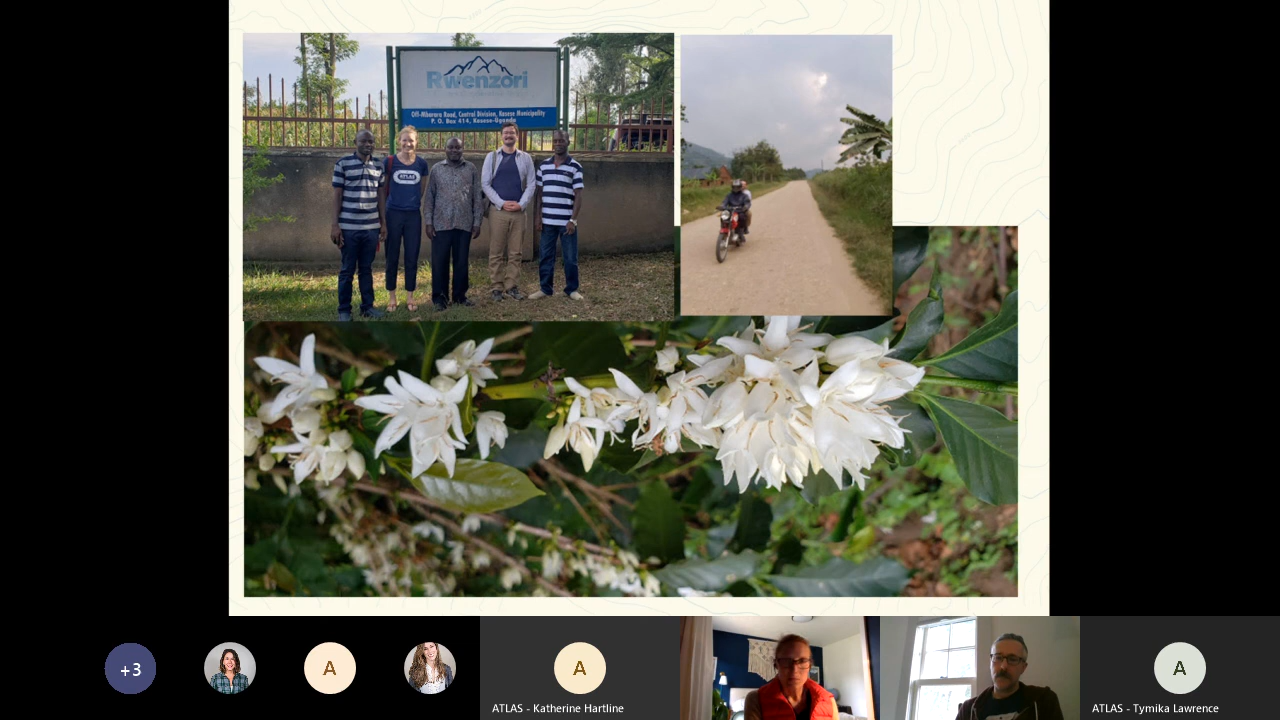 Rwenzori
Off-Mbarara Road, Central Division, Kasese Municipality
P. O. Box 414, Kasese-Uganda
ATLAS
+3
A
A
ATLAS - Katherine Hartline
A
ATLAS - Tymika Lawrence